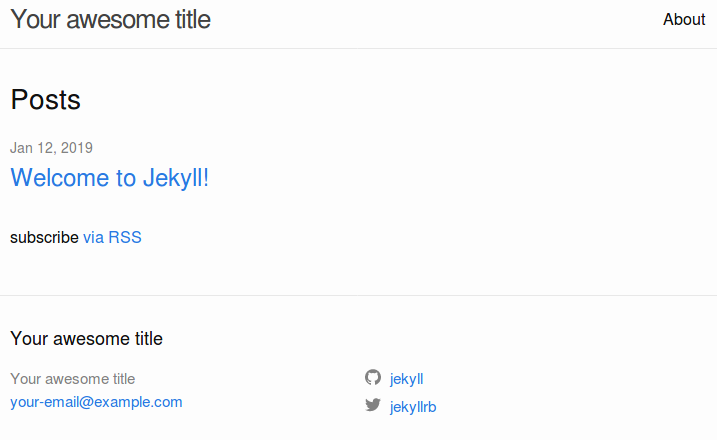 Your awesome title
About
Posts
Jan 12, 2019
Welcome to Jekyll!
subscribe via RSS
Your awesome title
Your awesome title
your-email@example.com
jekyll
jekyllrb